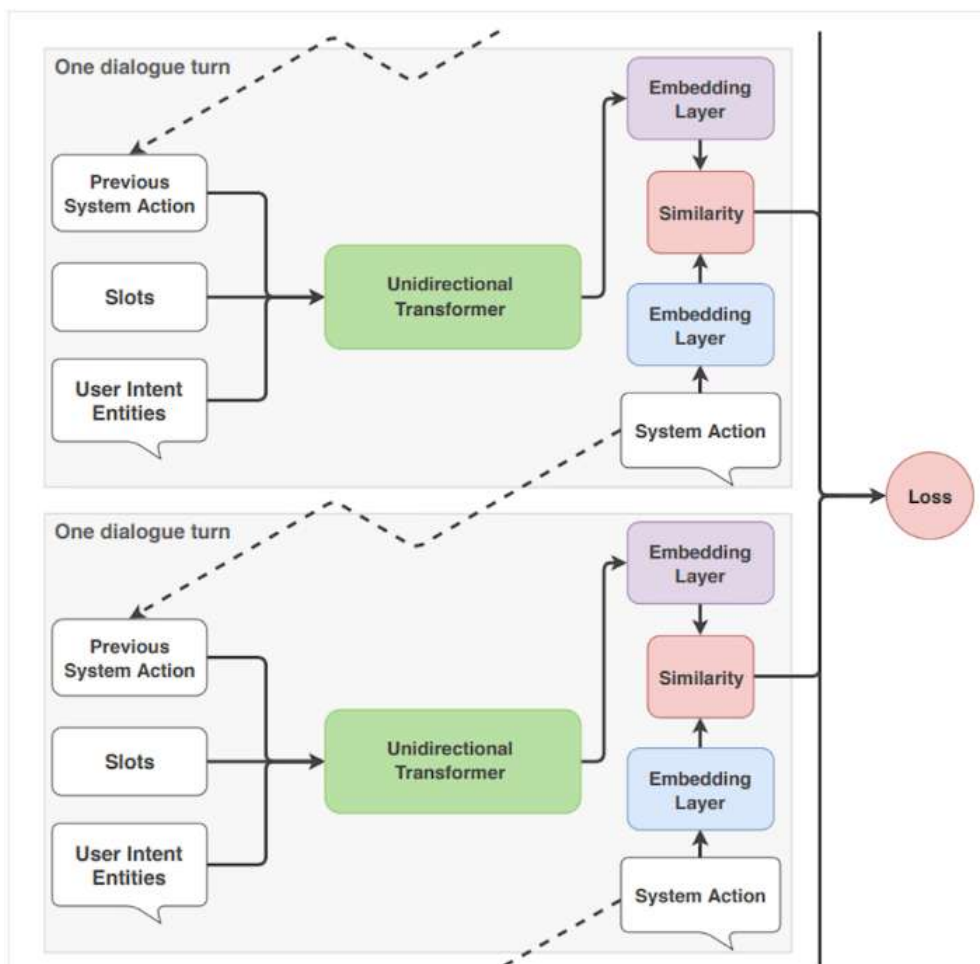 One dialogue turn
Embedding
Layer
Previous
System Action
Similarity
Slots
Unidirectional
Transformer
Embedding
Layer
User Intent
Entities
System Action
Loss
One dialogue turn
Embedding
Layer
Previous
System Action
Similarity
Slots
Unidirectional
Transformer
Embedding
Layer
User Intent
Entities
System Action